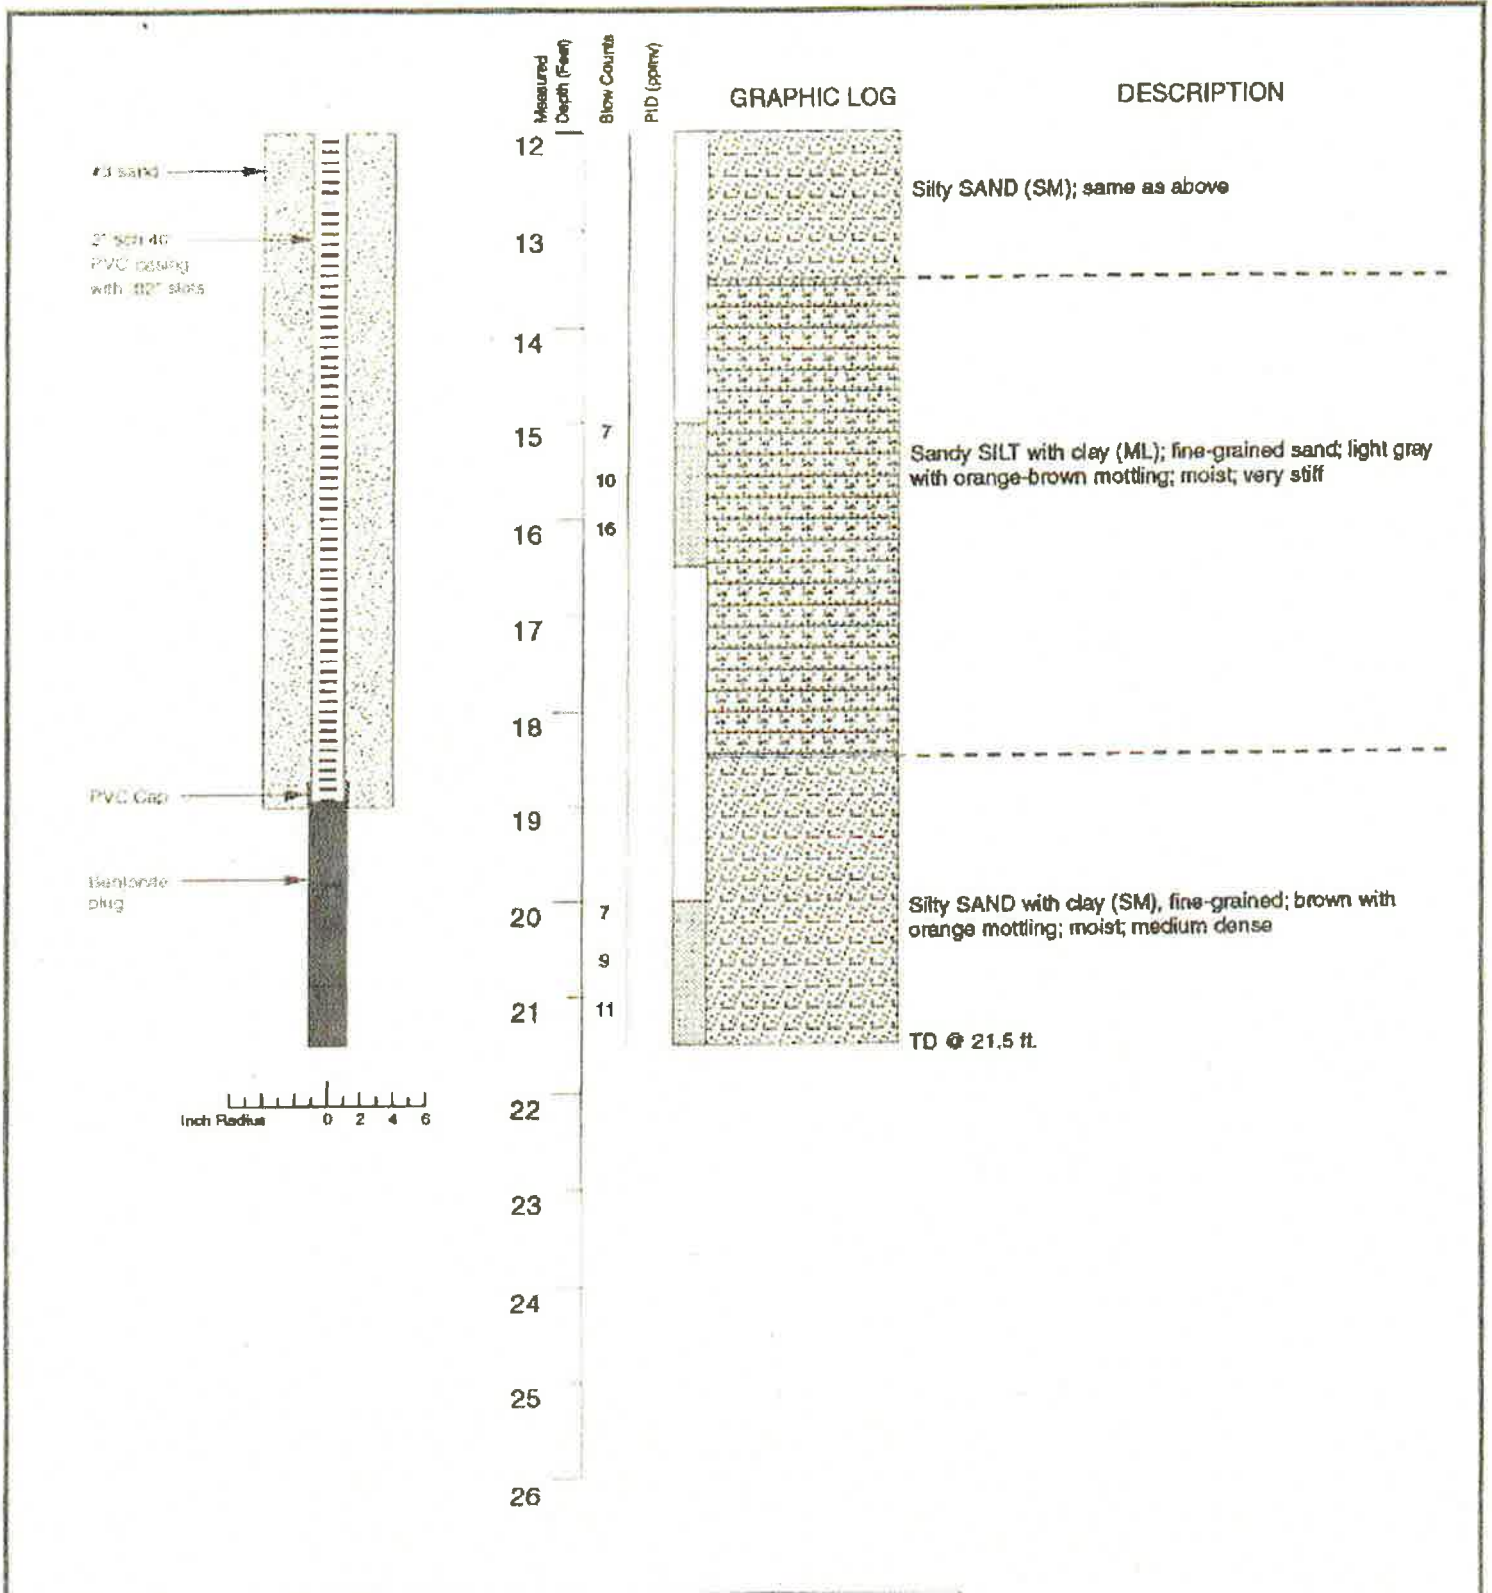 Measured
Depth (Feet)
Blow Counts
PID (ppmv)
GRAPHIC LOG
DESCRIPTION
#3 sand
2" sch 40
PVC casing
with .02" slots
PVC Cap
Bentonite
plug
12
13
14
15
16
17
18
19
20
21
22
23
24
25
26
7
10
16
7
9
11
Silty SAND (SM); same as above
Sandy SILT with clay (ML); fine-grained sand; light gray
with orange-brown mottling; moist; very stiff
Silty SAND with clay (SM), fine-grained; brown with
orange mottling; moist; medium dense
TD @ 21.5 ft.
Inch Radius
0 2 4 6